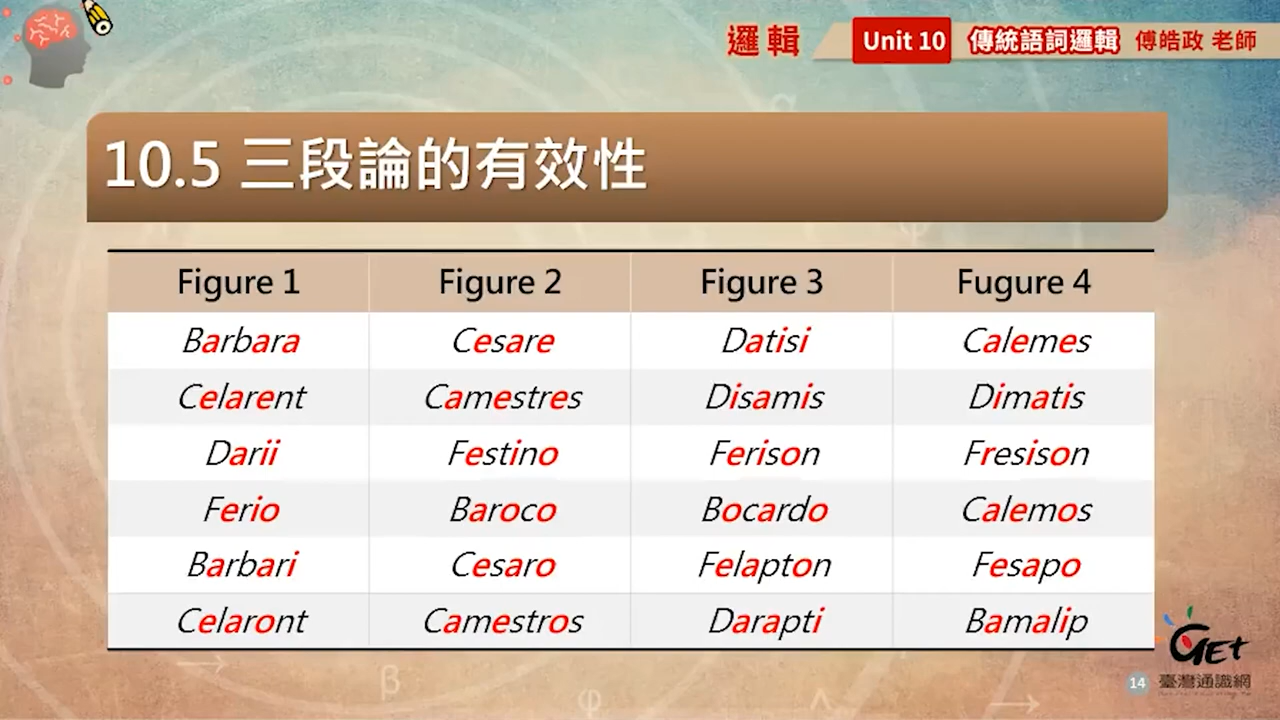 邏輯 Unit 10 傳統語詞邏輯 傅皓政 老師
10.5 三段論的有效性
Figure 1 Figure 2 Figure 3 Fugure 4
Barbara Cesare Datisi Calemes
Celarent Camestres Disamis Dimatis
Darii Festino Ferison Fresison
Ferio Baroco Bocardo Calemos
Barbari Cesaro Felapton Fesapo
Celaront Camestros Darapti Bamalip
GET
14 臺灣通識網